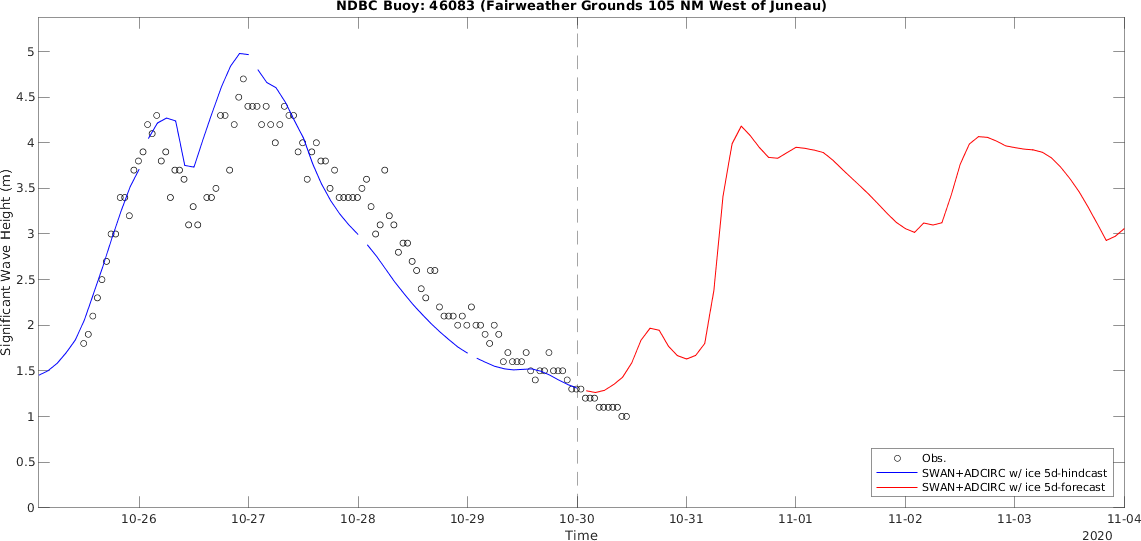 NDBC Buoy: 46083 (Fairweather Grounds 105 NM West of Juneau)
Significant Wave Height (m)
5
4.5
4
3.5
3
2.5
2
1.5
1
0.5
0
Obs.
SWAN+ADCIRC w/ ice 5d-hindcast
SWAN+ADCIRC w/ ice 5d-forecast
10-26 10-27 10-28 10-29 10-30 10-31 11-01 11-02 11-03 11-04
Time
2020